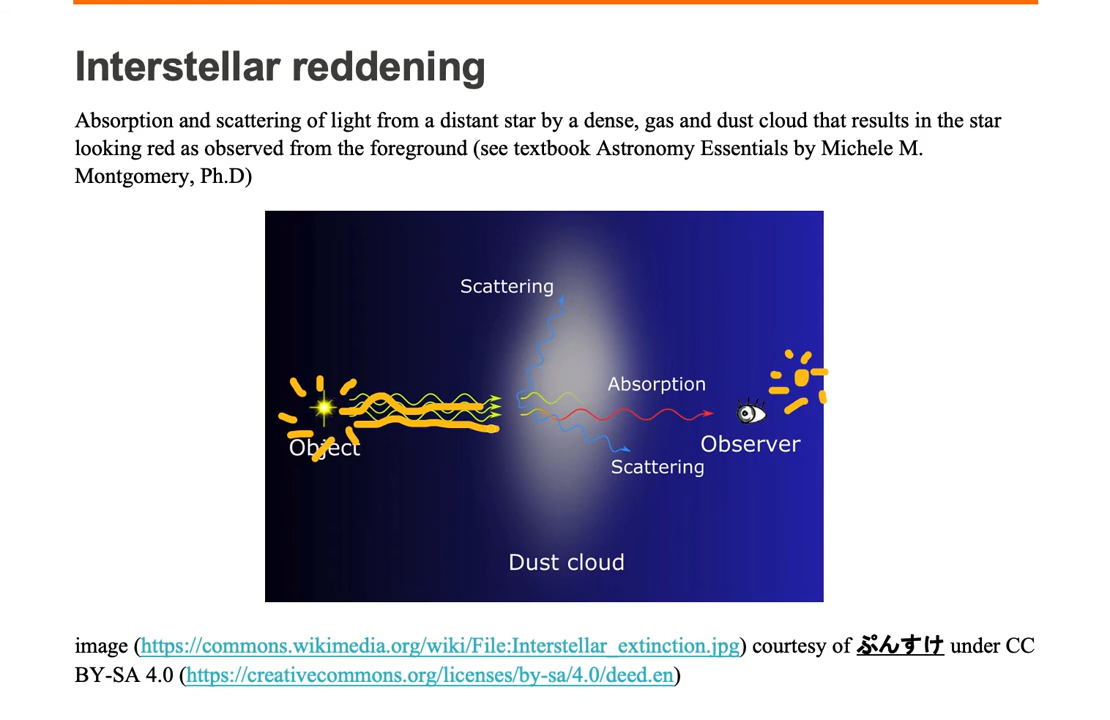 Interstellar reddening
Absorption and scattering of light from a distant star by a dense, gas and dust cloud that results in the star
looking red as observed from the foreground (see textbook Astronomy Essentials by Michele M.
Montgomery, Ph.D)
Scattering
Absorption
Object
Observer
Scattering
Dust cloud
image (https://commons.wikimedia.org/wiki/File:Interstellar_extinction.jpg) courtesy of ぷんすけ under CC
BY-SA 4.0 (https://creativecommons.org/licenses/by-sa/4.0/deed.en)